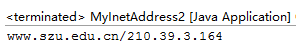 <terminated> MyInetAddress2 [Java Application]
www.szu.edu.cn/210.39.3.164